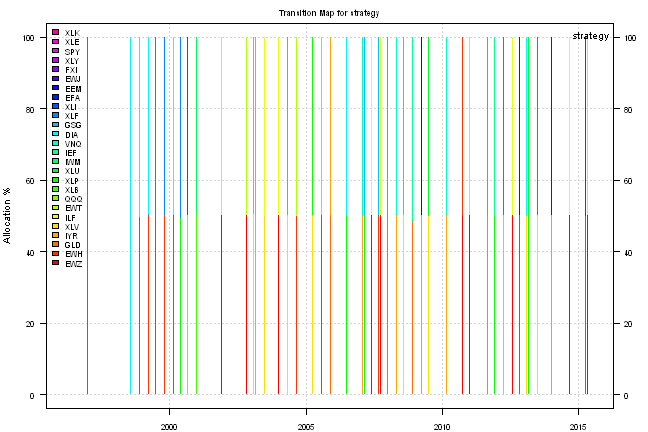 Transition Map for strategy
strategy
Allocation %
100
80
60
40
20
0
100
80
60
40
20
0
XLK
XLE
SPY
XLY
FXI
EWJ
EEM
EFA
XLI
XLF
GSG
DIA
VNQ
IEF
IWM
XLU
XLP
XLB
QQQ
EWT
ILF
XLV
IYR
GLD
EWH
EWZ
2000
2005
2010
2015